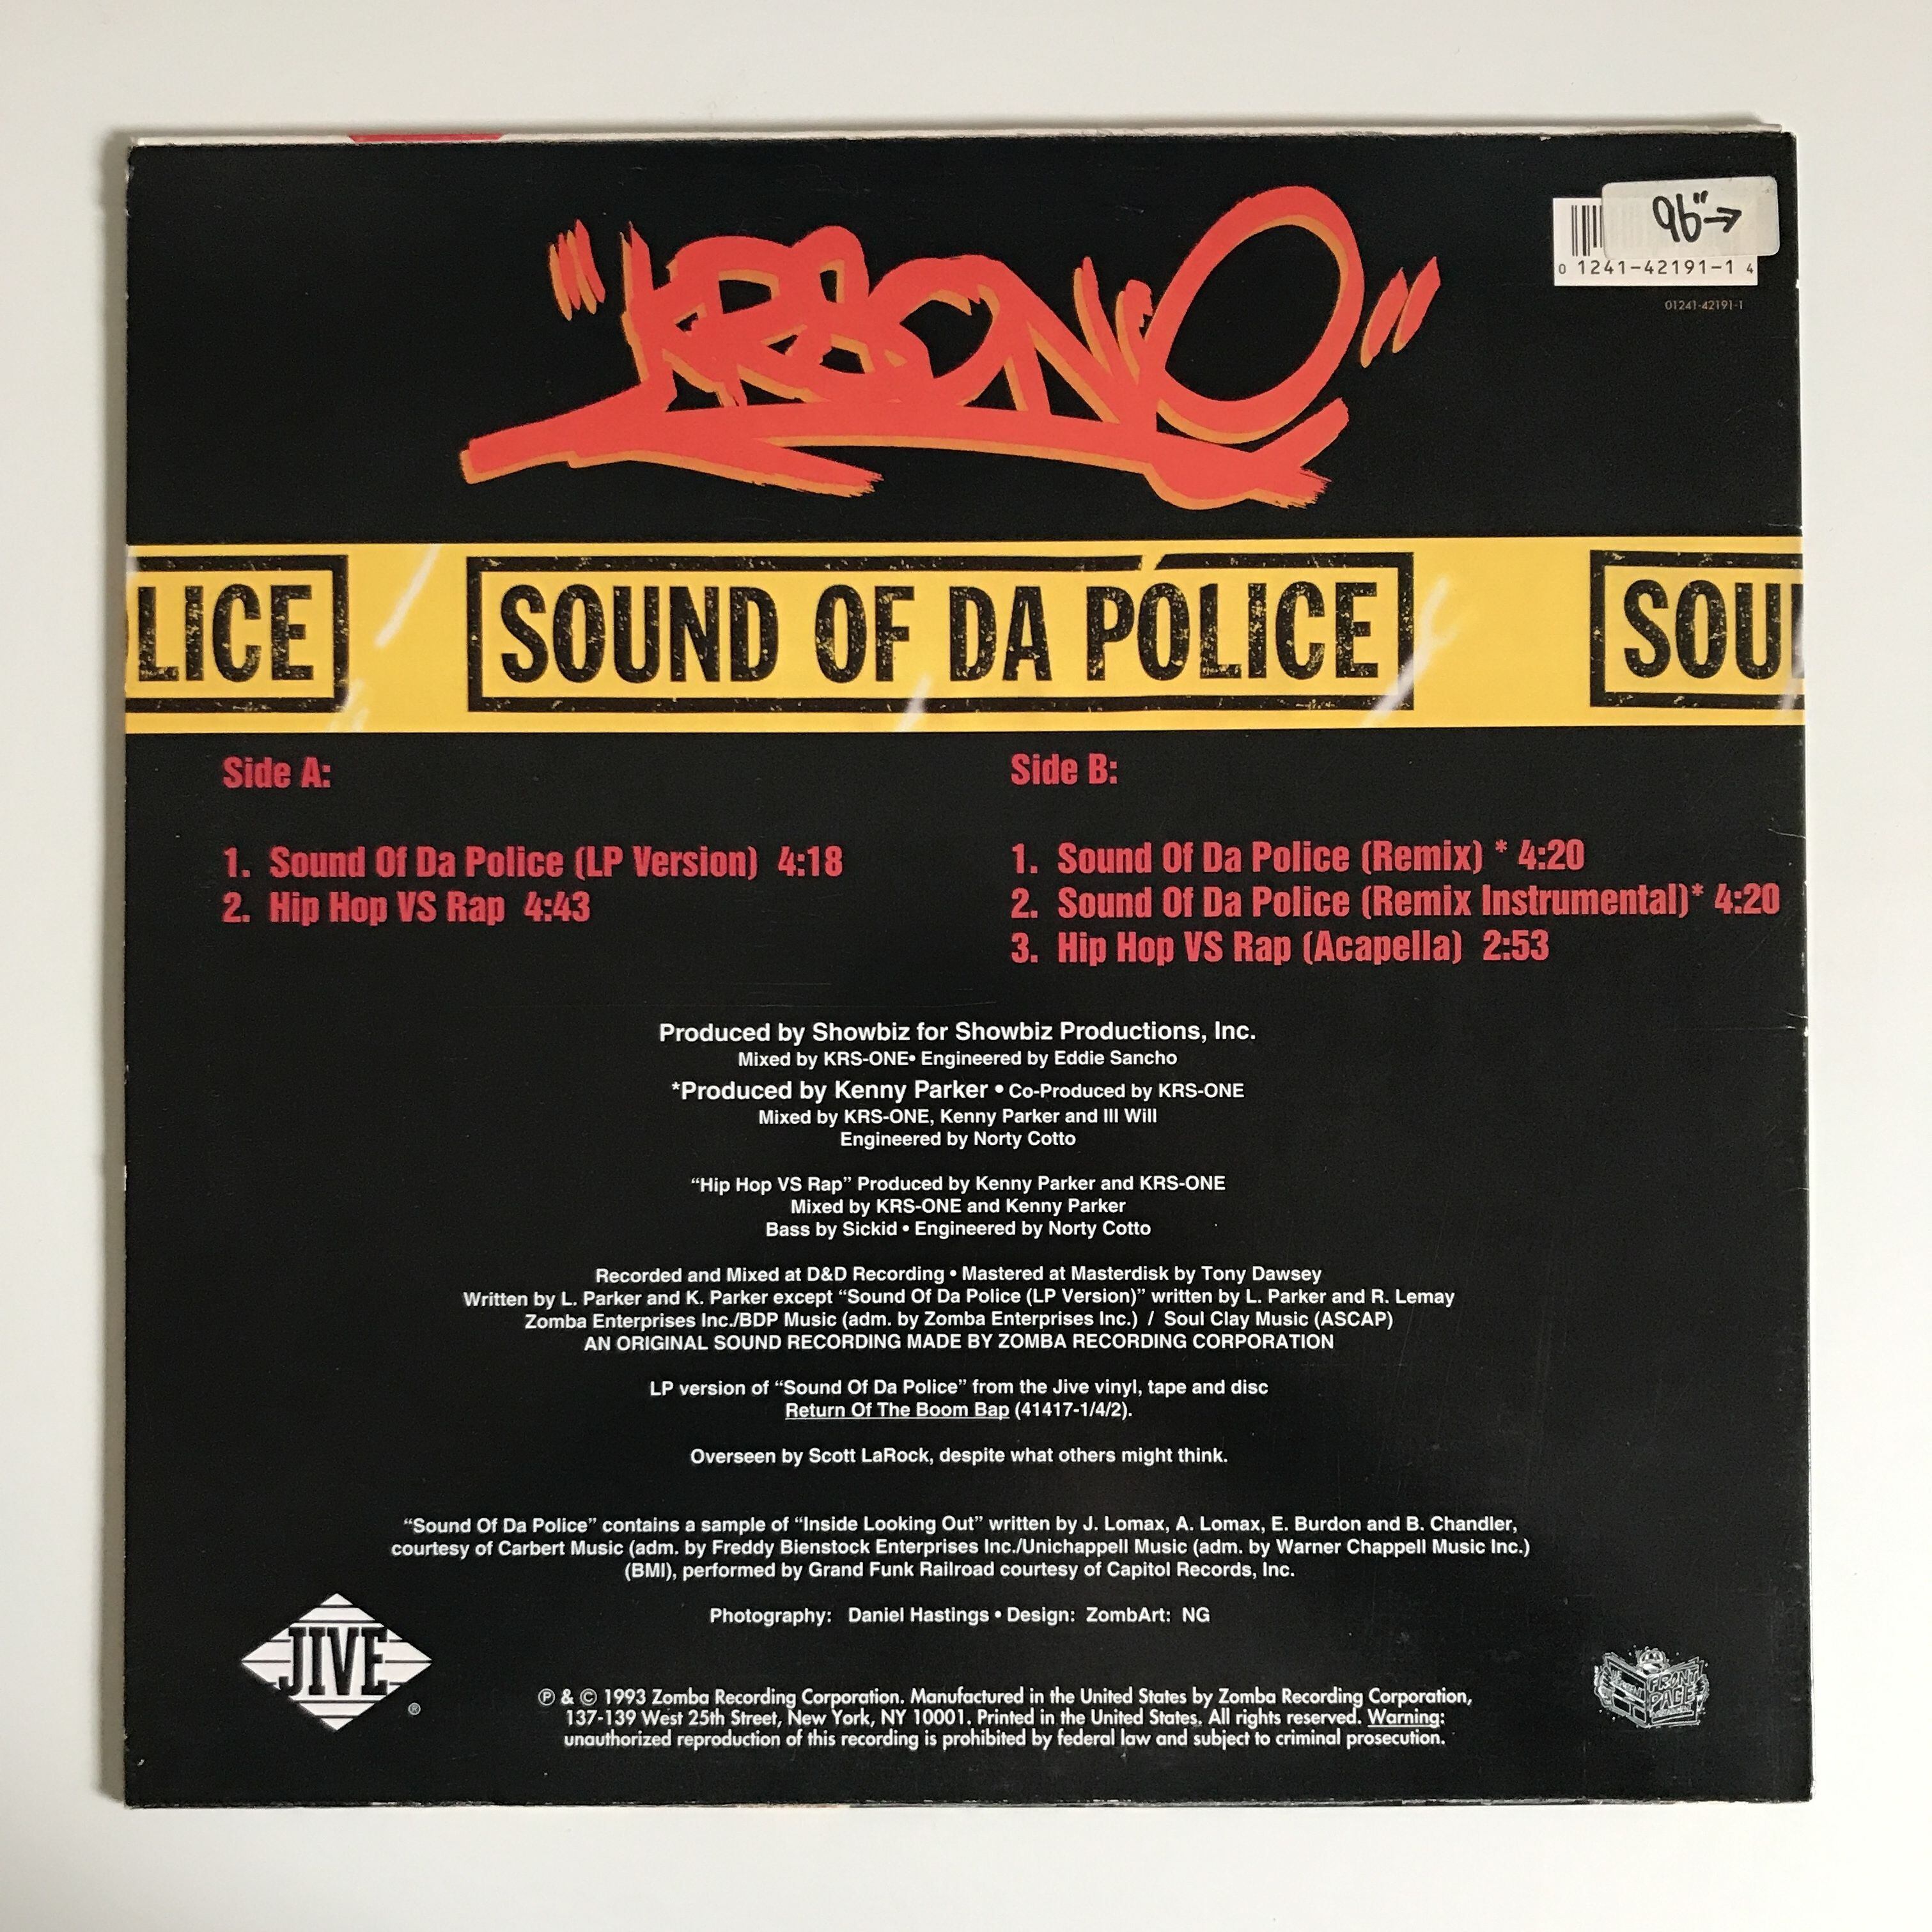 "KRSONE"
96"→
0 1241-42191-1 4
01241-42191-1
LICE
SOUND OF DA POLICE
SOU
Side A:
1. Sound Of Da Police (LP Version) 4:18
2. Hip Hop VS Rap 4:43
Side B:
1. Sound Of Da Police (Remix) * 4:20
2. Sound Of Da Police (Remix Instrumental)* 4:20
3. Hip Hop VS Rap (Acapella) 2:53
Produced by Showbiz for Showbiz Productions, Inc.
Mixed by KRS-ONE• Engineered by Eddie Sancho
*Produced by Kenny Parker • Co-Produced by KRS-ONE
Mixed by KRS-ONE, Kenny Parker and Ill Will
Engineered by Norty Cotto
“Hip Hop VS Rap” Produced by Kenny Parker and KRS-ONE
Mixed by KRS-ONE and Kenny Parker
Bass by Sickid • Engineered by Norty Cotto
Recorded and Mixed at D&D Recording • Mastered at Masterdisk by Tony Dawsey
Written by L. Parker and K. Parker except “Sound Of Da Police (LP Version)” written by L. Parker and R. Lemay
Zomba Enterprises Inc./BDP Music (adm. by Zomba Enterprises Inc.) / Soul Clay Music (ASCAP)
AN ORIGINAL SOUND RECORDING MADE BY ZOMBA RECORDING CORPORATION
LP version of “Sound Of Da Police” from the Jive vinyl, tape and disc
Return Of The Boom Bap (41417-1/4/2).
Overseen by Scott LaRock, despite what others might think.
“Sound Of Da Police” contains a sample of “Inside Looking Out” written by J. Lomax, A. Lomax, E. Burdon and B. Chandler,
courtesy of Carbert Music (adm. by Freddy Bienstock Enterprises Inc./Unichappell Music (adm. by Warner Chappell Music Inc.)
(BMI), performed by Grand Funk Railroad courtesy of Capitol Records, Inc.
Photography: Daniel Hastings • Design: ZombArt: NG
JIVE
®
FRONT
PAGE
℗ & © 1993 Zomba Recording Corporation. Manufactured in the United States by Zomba Recording Corporation,
137-139 West 25th Street, New York, NY 10001. Printed in the United States. All rights reserved. Warning:
unauthorized reproduction of this recording is prohibited by federal law and subject to criminal prosecution.